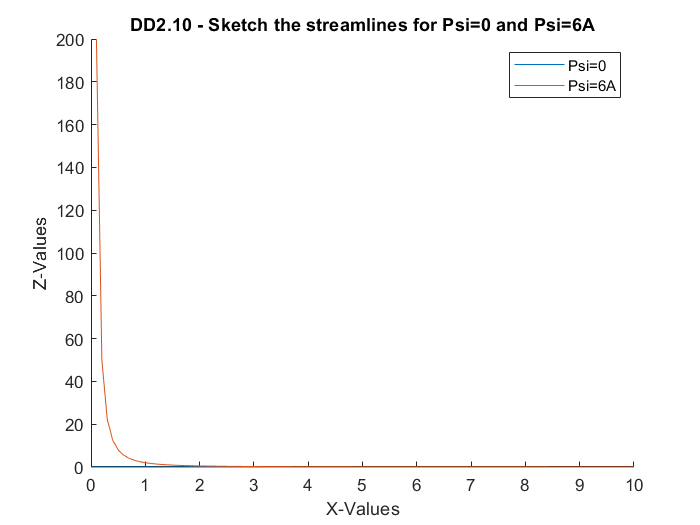 DD2.10 - Sketch the streamlines for Psi=0 and Psi=6A
Psi=0
Psi=6A
Z-Values
200
180
160
140
120
100
80
60
40
20
0
0 1 2 3 4 5 6 7 8 9 10
X-Values